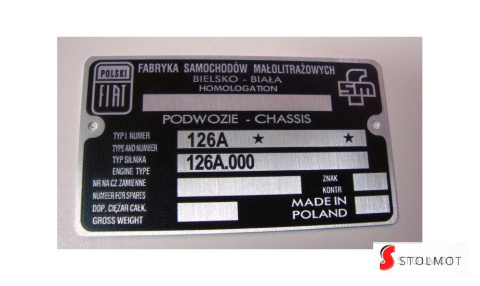 POLSKI
FIAT
FABRYKA SAMOCHODÓW MAŁOLITRAŻOWYCH
BIELSKO - BIAŁA
HOMOLOGATION
fsm
PODWOZIE - CHASSIS
TYP I NUMER
TYPE AND NUMBER
126A ★ ★
TYP SILNIKA
ENGINE TYPE
126A.000
NR NA CZ. ZAMIENNE
NUMBER FOR SPARES
ZNAK
KONTR
DOP. CIĘŻAR CAŁK.
GROSS WEIGHT
MADE IN
POLAND
STOLMOT